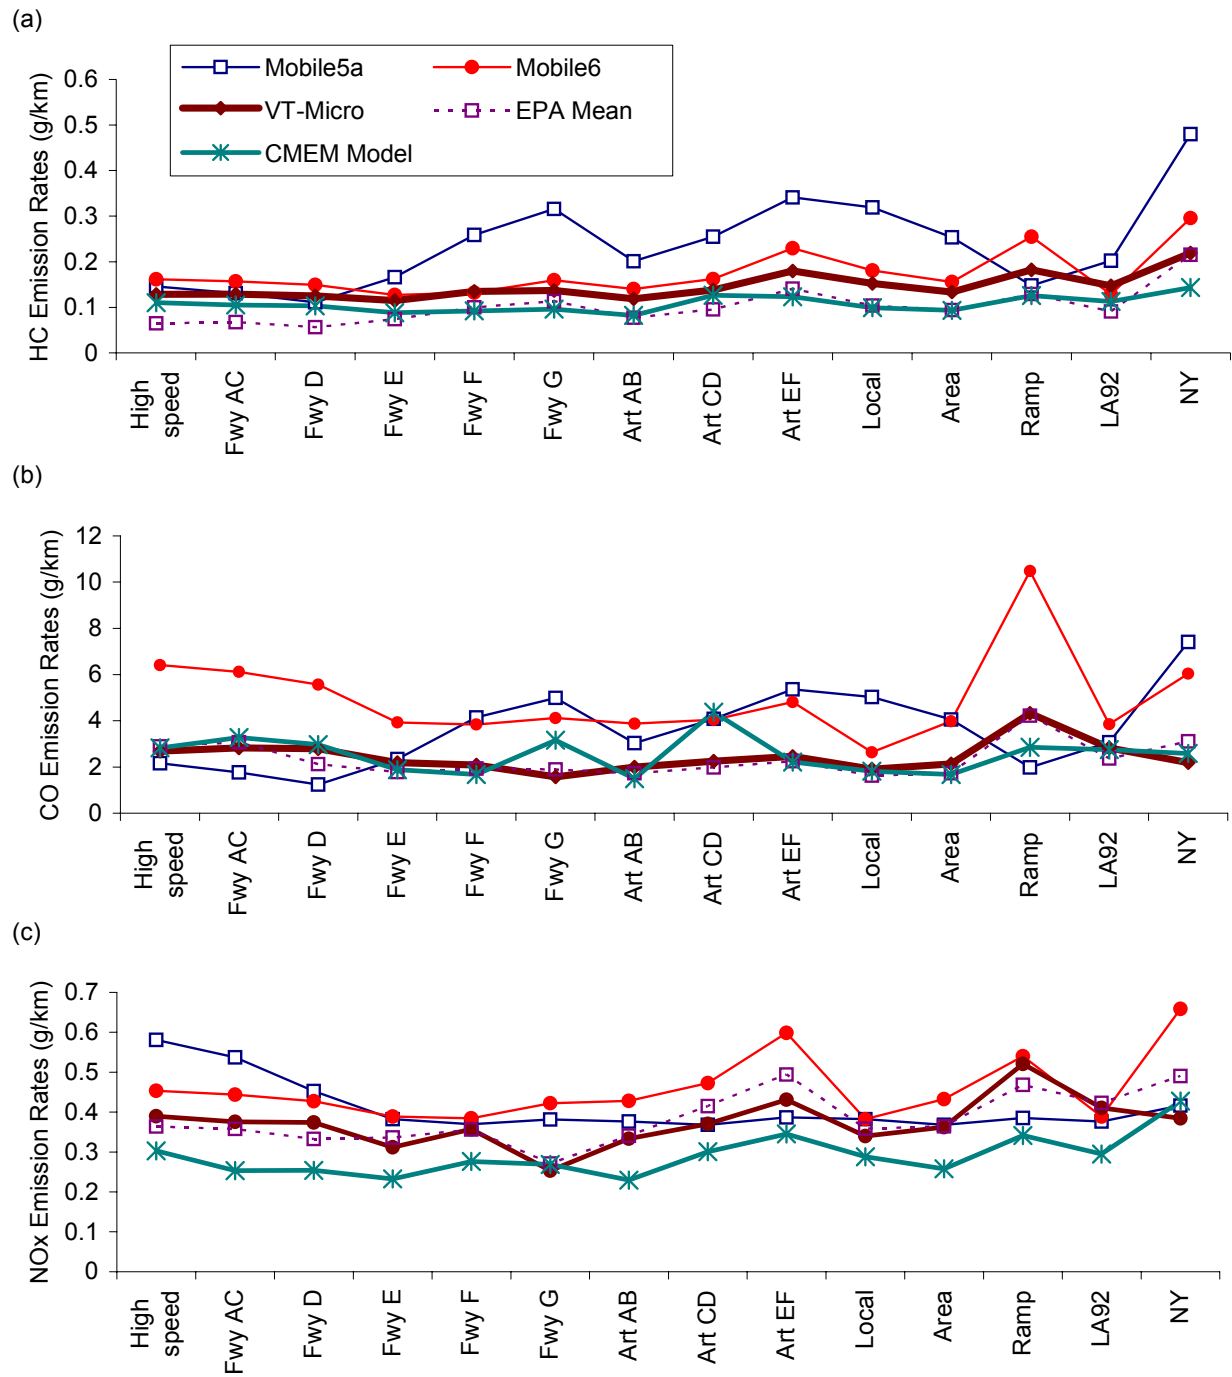 (a)
Mobile5a
Mobile6
VT-Micro
EPA Mean
CMEM Model
HC Emission Rates (g/km)
0.6
0.5
0.4
0.3
0.2
0.1
0
High speed
Fwy AC
Fwy D
Fwy E
Fwy F
Fwy G
Art AB
Art CD
Art EF
Local
Area
Ramp
LA92
NY
(b)
CO Emission Rates (g/km)
12
10
8
6
4
2
0
High speed
Fwy AC
Fwy D
Fwy E
Fwy F
Fwy G
Art AB
Art CD
Art EF
Local
Area
Ramp
LA92
NY
(c)
NOx Emission Rates (g/km)
0.7
0.6
0.5
0.4
0.3
0.2
0.1
0
High speed
Fwy AC
Fwy D
Fwy E
Fwy F
Fwy G
Art AB
Art CD
Art EF
Local
Area
Ramp
LA92
NY